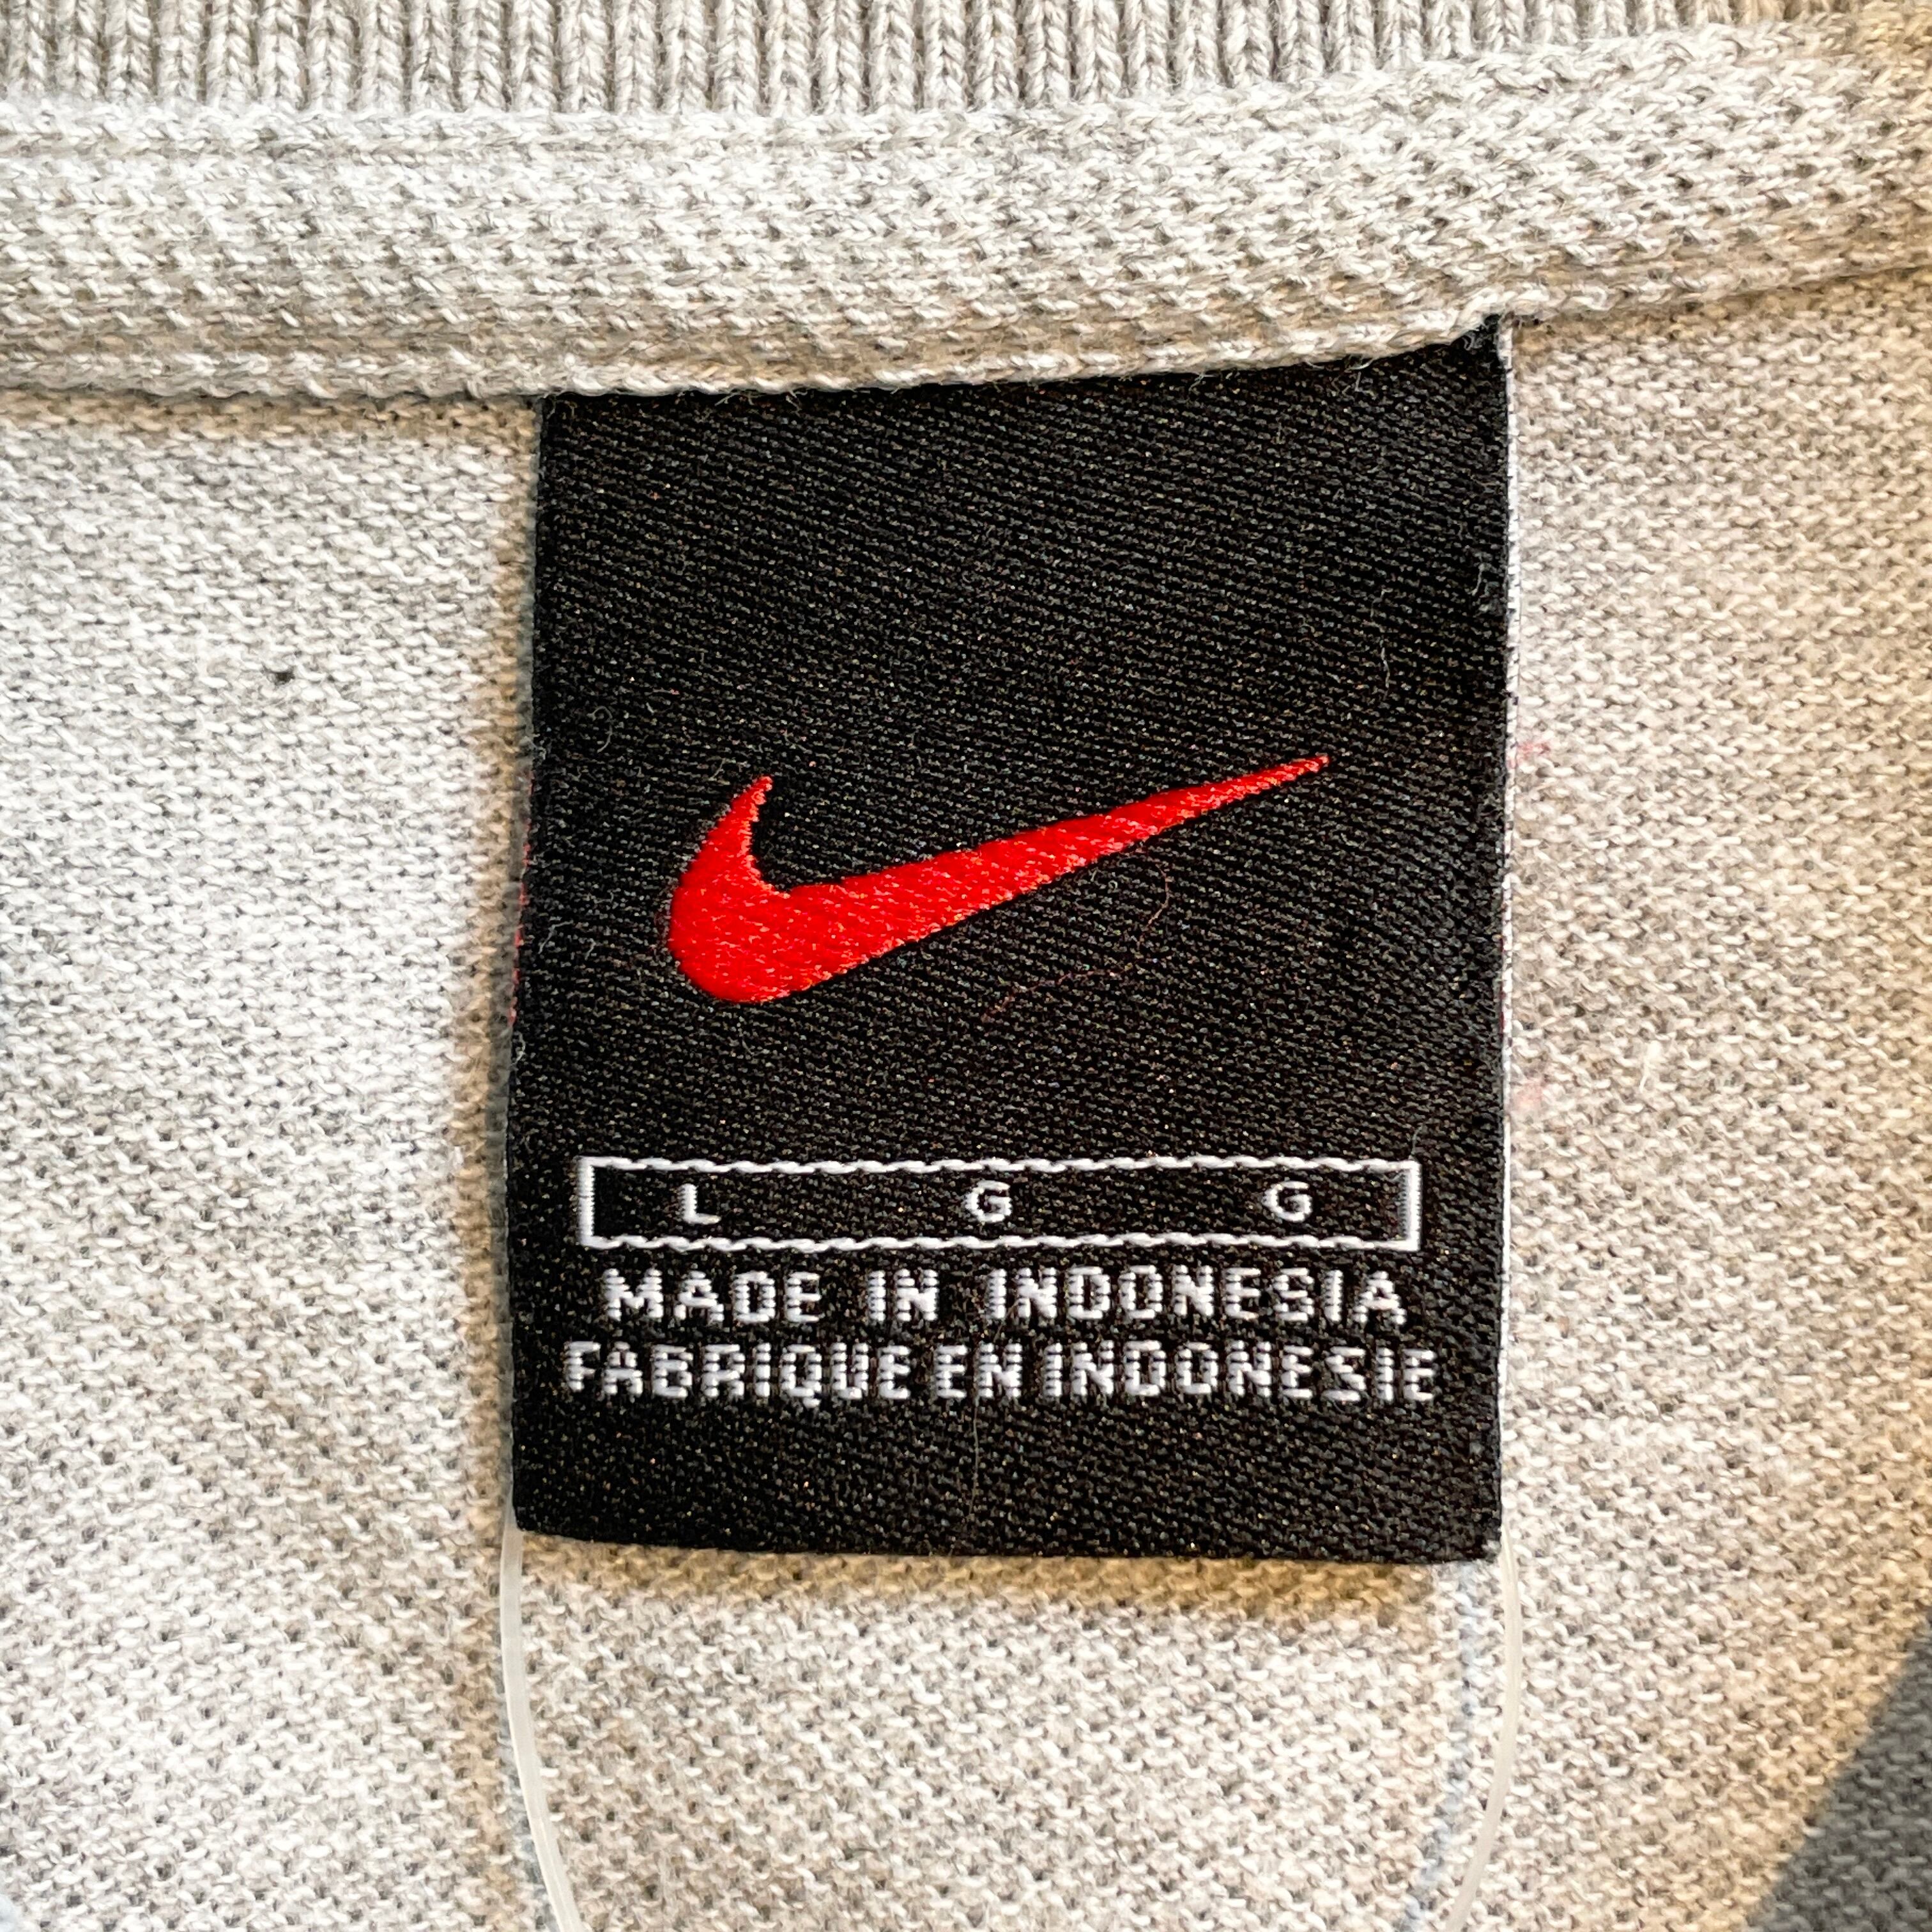 L G G
MADE IN INDONESIA
FABRIQUE EN INDONESIE